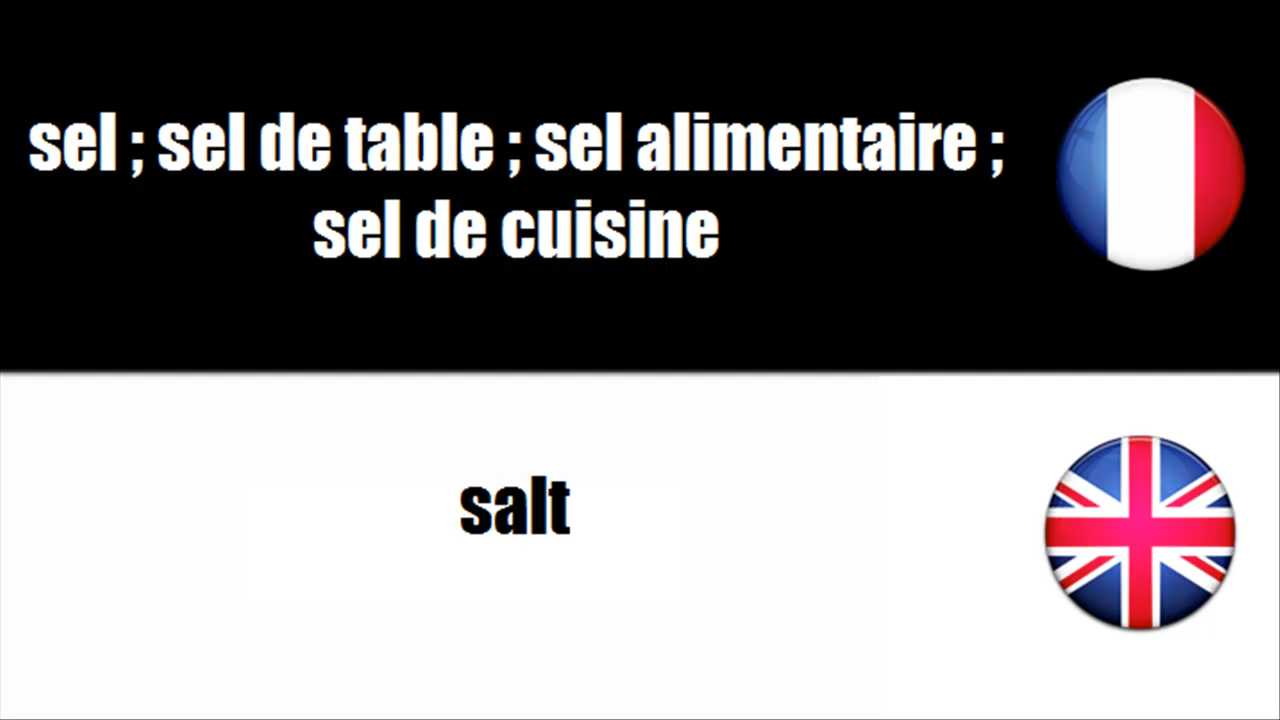 sel ; sel de table ; sel alimentaire ;
sel de cuisine
salt